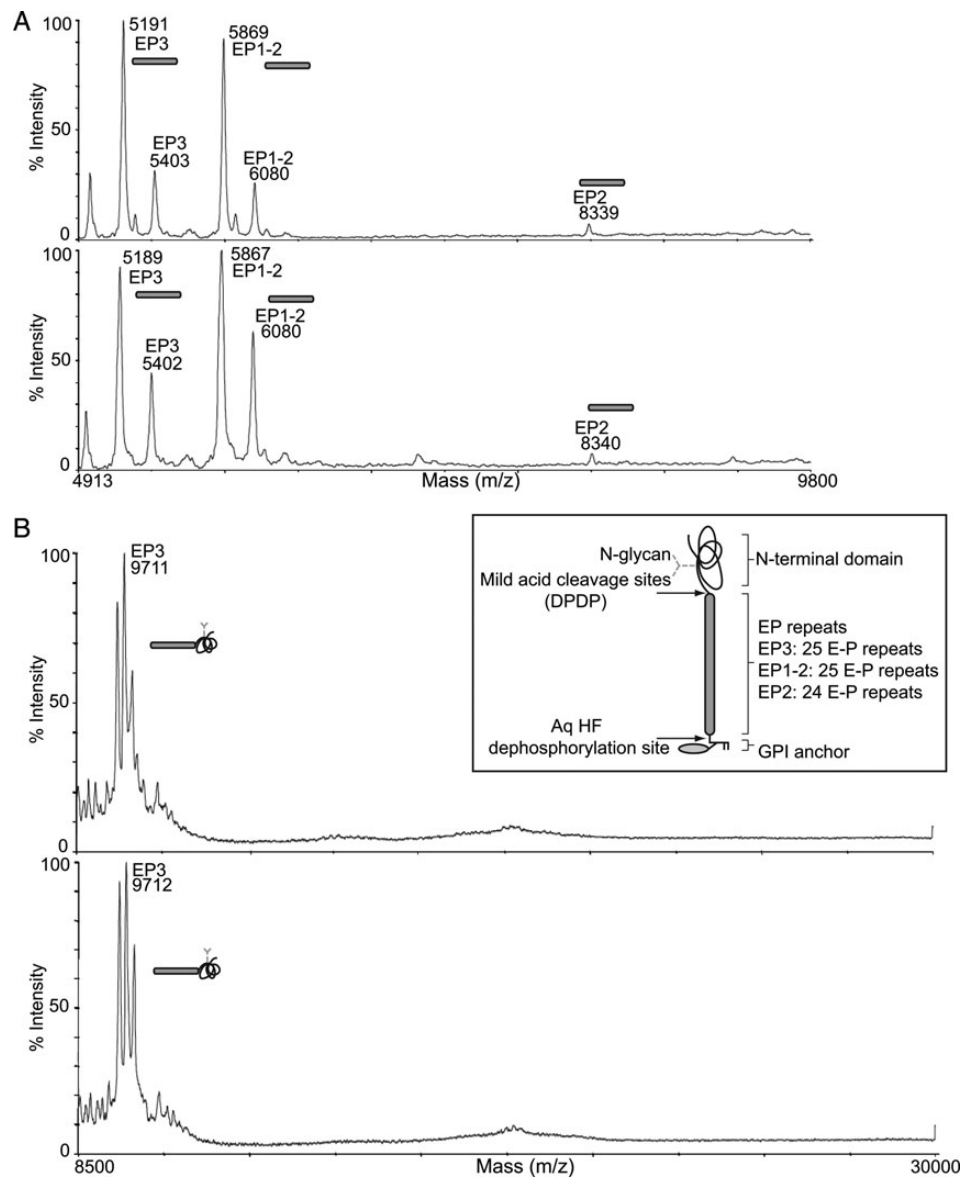 A
100
50
0
% Intensity
5191
EP3
EP3
5403
5869
EP1-2
EP1-2
6080
EP2
8339
100
50
0
% Intensity
5189
EP3
EP3
5402
5867
EP1-2
EP1-2
6080
EP2
8340
4913
Mass (m/z)
9800
B
100
50
0
% Intensity
EP3
9711
N-glycan
Mild acid cleavage sites
(DPDP)
N-terminal domain
EP repeats
EP3: 25 E-P repeats
EP1-2: 25 E-P repeats
EP2: 24 E-P repeats
Aq HF
dephosphorylation site
GPI anchor
100
50
0
% Intensity
EP3
9712
8500
Mass (m/z)
30000